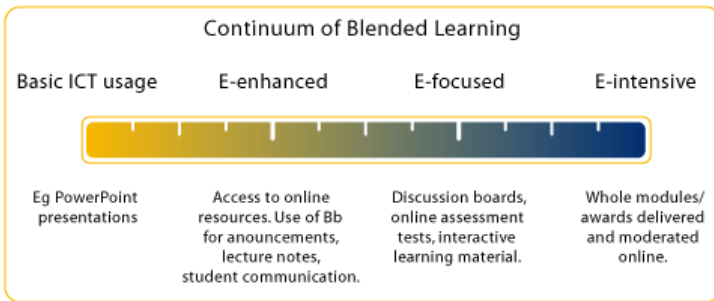 Continuum of Blended Learning
Basic ICT usage
E-enhanced
E-focused
E-intensive
Eg PowerPoint
presentations
Access to online
resources. Use of Bb
for anouncements,
lecture notes,
student communication.
Discussion boards,
online assessment
tests, interactive
learning material.
Whole modules/
awards delivered
and moderated
online.